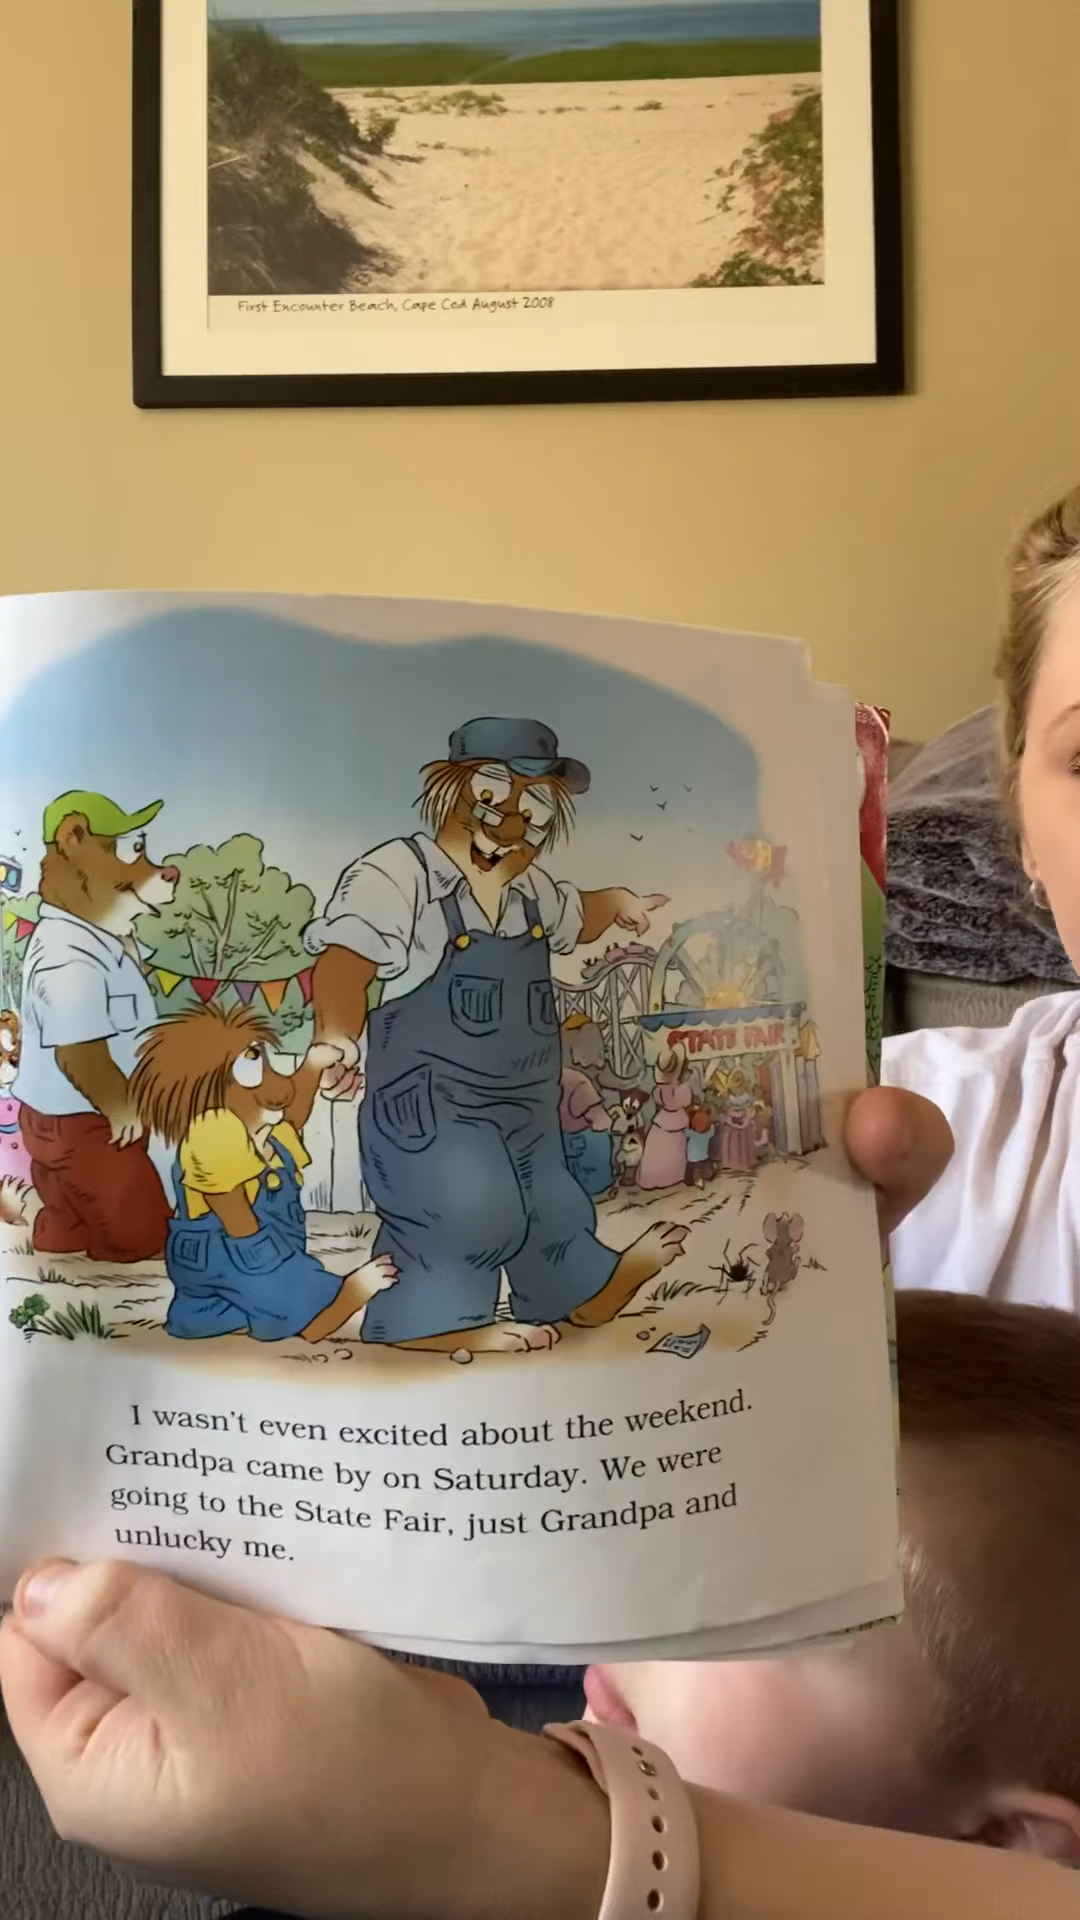 First Encounter Beach, Cape Cod August 2008
STATE FAIR
I wasn't even excited about the weekend.
Grandpa came by on Saturday. We were
going to the State Fair, just Grandpa and
unlucky me.